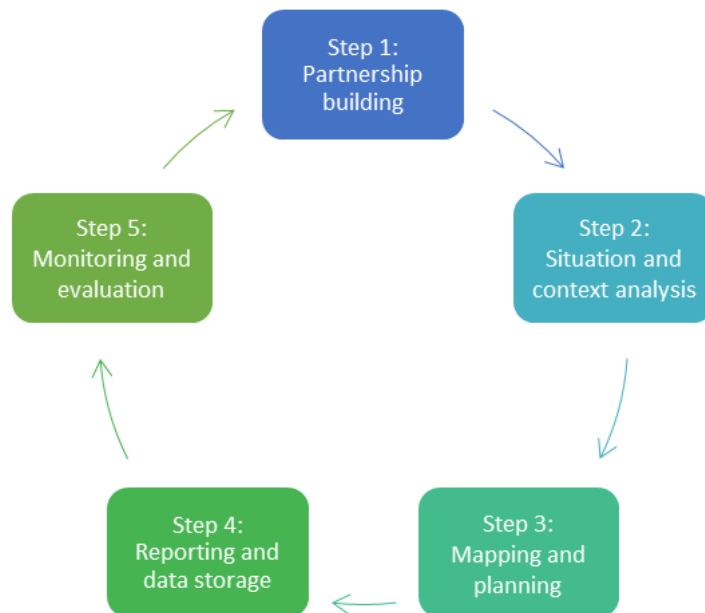 Step 1:
Partnership
building
Step 2:
Situation and
context analysis
Step 3:
Mapping and
planning
Step 4:
Reporting and
data storage
Step 5:
Monitoring and
evaluation